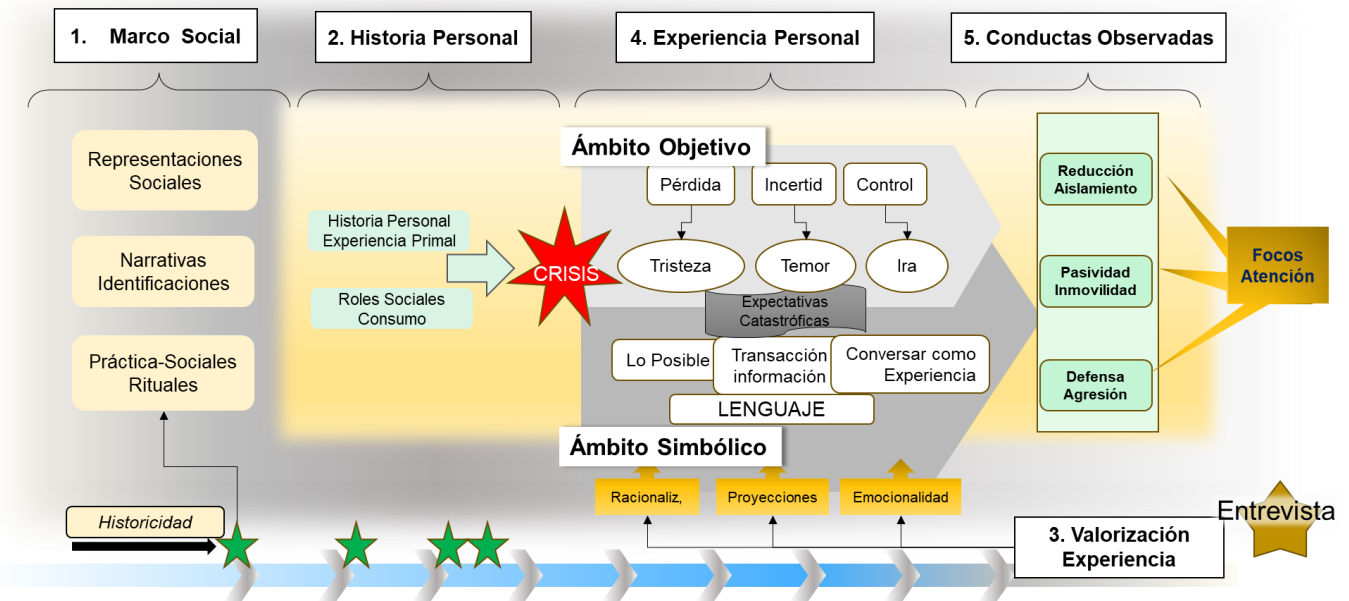 1. Marco Social
2. Historia Personal
4. Experiencia Personal
5. Conductas Observadas
Representaciones
Sociales
Narrativas
Identificaciones
Práctica-Sociales
Rituales
Historicidad
Historia Personal
Experiencia Primal
Roles Sociales
Consumo
CRISIS
Ámbito Objetivo
Pérdida
Incertid
Control
Tristeza
Temor
Ira
Expectativas
Catastróficas
Lo Posible
Transacción
información
Conversar como
Experiencia
LENGUAJE
Ámbito Simbólico
Racionaliz,
Proyecciones
Emocionalidad
Reducción
Aislamiento
Pasividad
Inmovilidad
Defensa
Agresión
Focos
Atención
Entrevista
3. Valorización
Experiencia